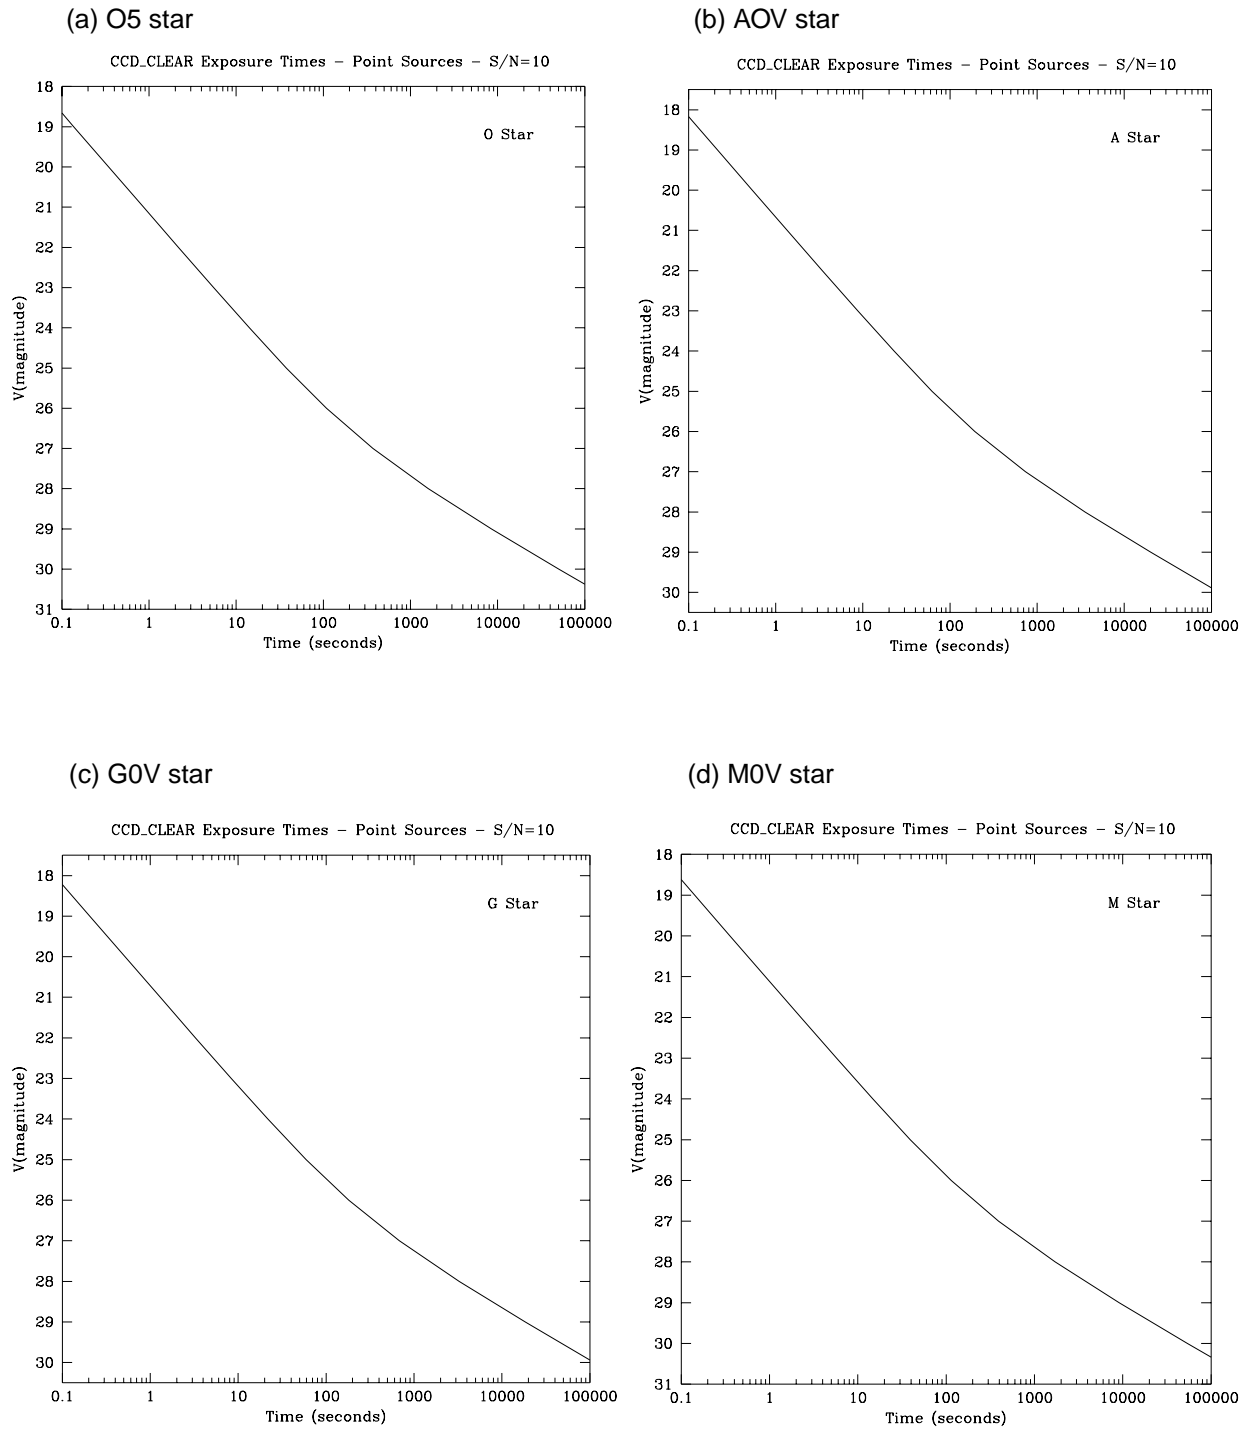 (a) O5 star
CCD_CLEAR Exposure Times - Point Sources - S/N=10
O Star
18
19
20
21
22
23
24
25
26
27
28
29
30
31
V(magnitude)
0.1 1 10 100 1000 10000 100000
Time (seconds)
(b) AOV star
CCD_CLEAR Exposure Times - Point Sources - S/N=10
A Star
18
19
20
21
22
23
24
25
26
27
28
29
30
V(magnitude)
0.1 1 10 100 1000 10000 100000
Time (seconds)
(c) G0V star
CCD_CLEAR Exposure Times - Point Sources - S/N=10
G Star
18
19
20
21
22
23
24
25
26
27
28
29
30
V(magnitude)
0.1 1 10 100 1000 10000 100000
Time (seconds)
(d) M0V star
CCD_CLEAR Exposure Times - Point Sources - S/N=10
M Star
18
19
20
21
22
23
24
25
26
27
28
29
30
31
V(magnitude)
0.1 1 10 100 1000 10000 100000
Time (seconds)